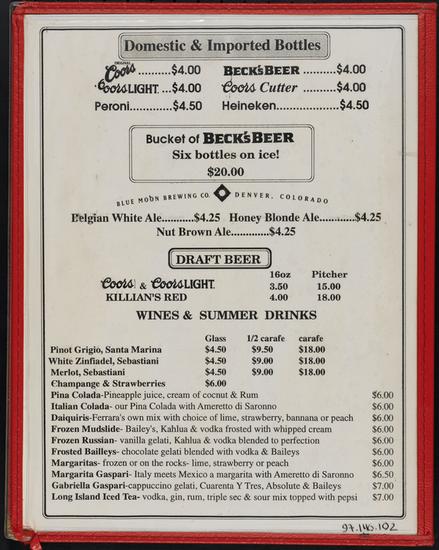 Domestic & Imported Bottles
ORIGINAL Coors..........$4.00 BECK'S BEER ..........$4.00
Coors LIGHT...$4.00 Coors Cutter ..........$4.00
Peroni...........$4.50 Heineken.....................$4.50
Bucket of BECK'S BEER
Six bottles on ice!
$20.00
BLUE MOON BREWING CO. DENVER, COLORADO
Belgian White Ale...........$4.25 Honey Blonde Ale............$4.25
Nut Brown Ale.............$4.25
DRAFT BEER
16oz Pitcher
Coors & Coors LIGHT 3.50 15.00
KILLIAN'S RED 4.00 18.00
WINES & SUMMER DRINKS
Glass 1/2 carafe carafe
Pinot Grigio, Santa Marina $4.50 $9.50 $18.00
White Zinfiadel, Sebastiani $4.50 $9.00 $18.00
Merlot, Sebastiani $4.50 $9.00 $18.00
Champange & Strawberries $6.00
Pina Colada-Pineapple juice, cream of cocnut & Rum $6.00
Italian Colada- our Pina Colada with Ameretto di Saronno $6.00
Daiquiris-Ferrara's own mix with choice of lime, strawberry, bannana or peach $6.00
Frozen Mudslide- Bailey's, Kahlua & vodka frosted with whipped cream $6.00
Frozen Russian- vanilla gelati, Kahlua & vodka blended to perfection $6.00
Frosted Bailleys- chocolate gelati blended with vodka & Baileys $6.00
Margaritas- frozen or on the rocks- lime, strawberry or peach $6.00
Margarita Gaspari- Italy meets Mexico a margarita with Ameretto di Saronno $6.50
Gabriella Gaspari-cappuccino gelati, Cuarenta Y Tres, Absolute & Baileys $7.00
Long Island Iced Tea- vodka, gin, rum, triple sec & sour mix topped with pepsi $7.00
97.146.102